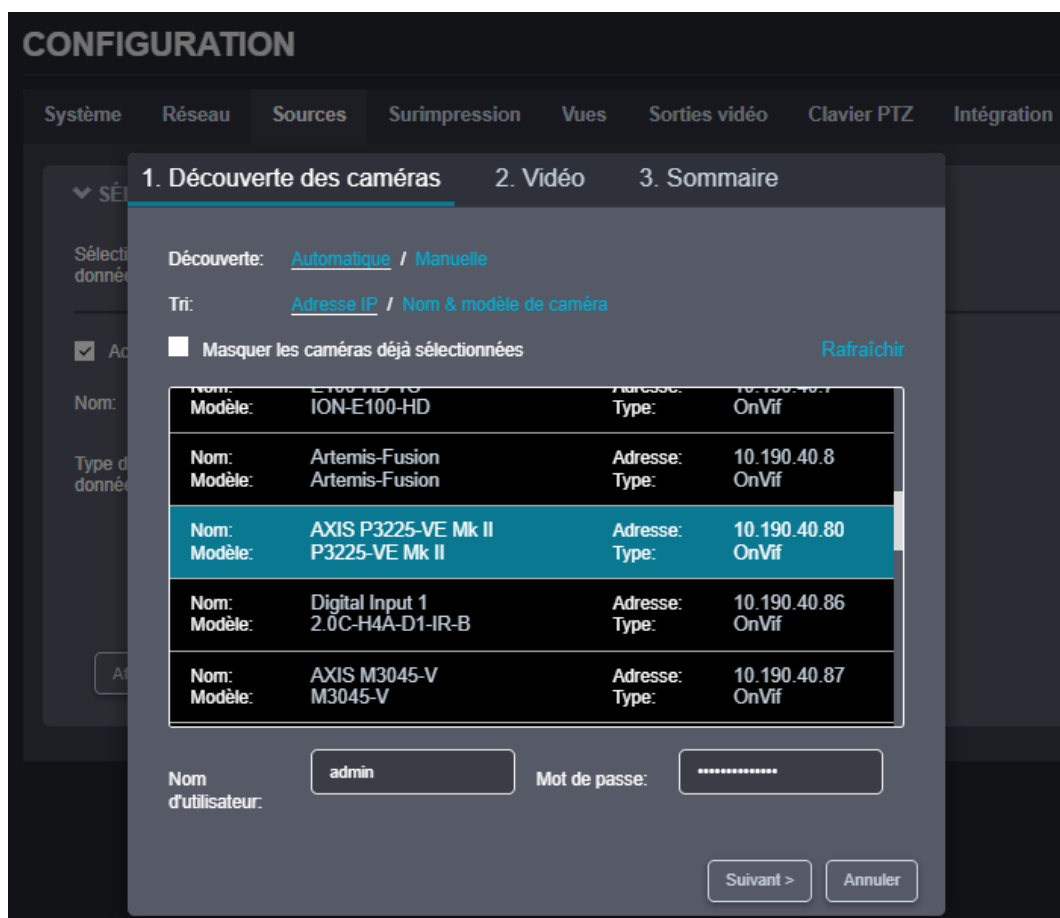 CONFIGURATION
Système Réseau Sources Surimpression Vues Sorties vidéo Clavier PTZ Intégration
1. Découverte des caméras 2. Vidéo 3. Sommaire
Découverte: Automatique / Manuelle
Tri: Adresse IP / Nom & modèle de caméra
Masquer les caméras déjà sélectionnées Rafraîchir
Nom:
Modèle: ION-E100-HD Type: OnVif
Nom: Artemis-Fusion Adresse: 10.190.40.8
Modèle: Artemis-Fusion Type: OnVif
Nom: AXIS P3225-VE Mk II Adresse: 10.190.40.80
Modèle: P3225-VE Mk II Type: OnVif
Nom: Digital Input 1 Adresse: 10.190.40.86
Modèle: 2.0C-H4A-D1-IR-B Type: OnVif
Nom: AXIS M3045-V Adresse: 10.190.40.87
Modèle: M3045-V Type: OnVif
Nom d'utilisateur: admin Mot de passe: ••••••••••••••
Suivant > Annuler